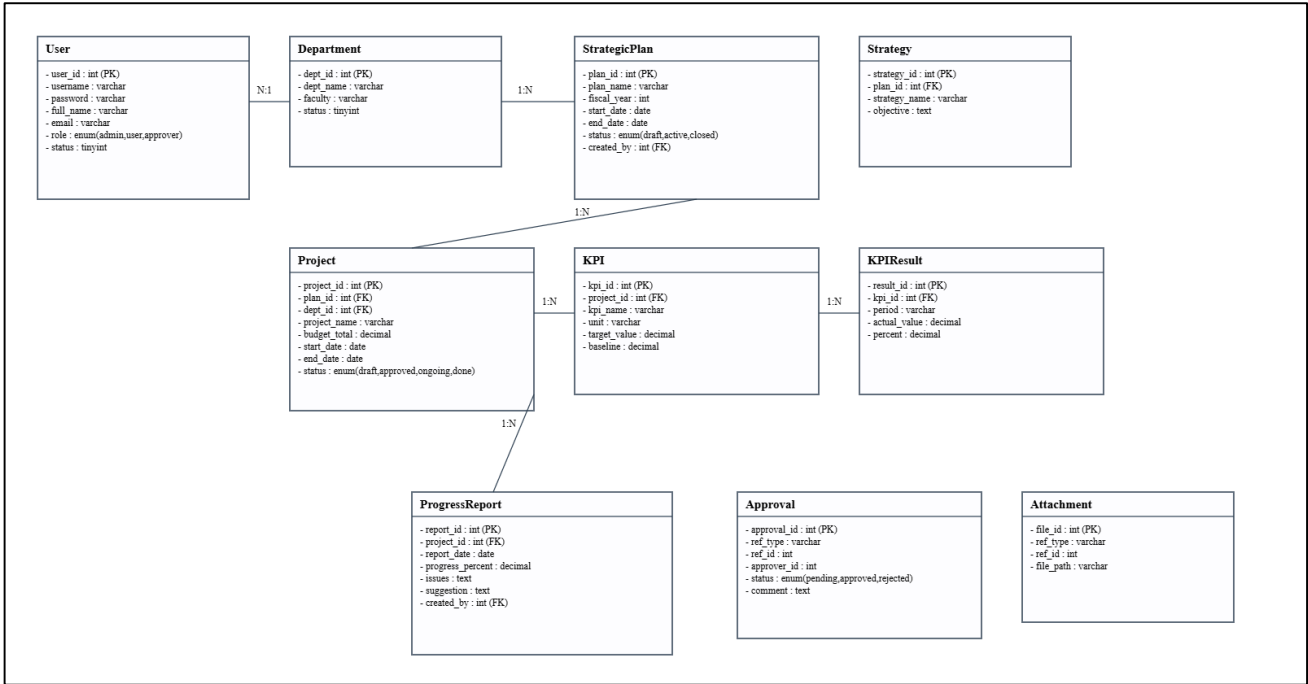 User
- user_id : int (PK)
- username : varchar
- password : varchar
- full_name : varchar
- email : varchar
- role : enum(admin,user,approver)
- status : tinyint
N:1
Department
- dept_id : int (PK)
- dept_name : varchar
- faculty : varchar
- status : tinyint
1:N
StrategicPlan
- plan_id : int (PK)
- plan_name : varchar
- fiscal_year : int
- start_date : date
- end_date : date
- status : enum(draft,active,closed)
- created_by : int (FK)
Strategy
- strategy_id : int (PK)
- plan_id : int (FK)
- strategy_name : varchar
- objective : text
1:N
Project
- project_id : int (PK)
- plan_id : int (FK)
- dept_id : int (FK)
- project_name : varchar
- budget_total : decimal
- start_date : date
- end_date : date
- status : enum(draft,approved,ongoing,done)
1:N
KPI
- kpi_id : int (PK)
- project_id : int (FK)
- kpi_name : varchar
- unit : varchar
- target_value : decimal
- baseline : decimal
1:N
KPIResult
- result_id : int (PK)
- kpi_id : int (FK)
- period : varchar
- actual_value : decimal
- percent : decimal
1:N
ProgressReport
- report_id : int (PK)
- project_id : int (FK)
- report_date : date
- progress_percent : decimal
- issues : text
- suggestion : text
- created_by : int (FK)
Approval
- approval_id : int (PK)
- ref_type : varchar
- ref_id : int
- approver_id : int
- status : enum(pending,approved,rejected)
- comment : text
Attachment
- file_id : int (PK)
- ref_type : varchar
- ref_id : int
- file_path : varchar